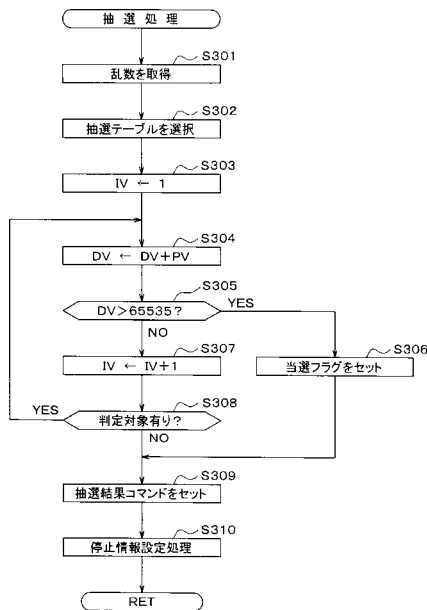 抽選処理
S301
乱数を取得
S302
抽選テーブルを選択
S303
IV ← 1
S304
DV ← DV+PV
S305
DV>65535?
YES
NO
S306
当選フラグをセット
S307
IV ← IV+1
S308
判定対象有り?
YES
NO
S309
抽選結果コマンドをセット
S310
停止情報設定処理
RET